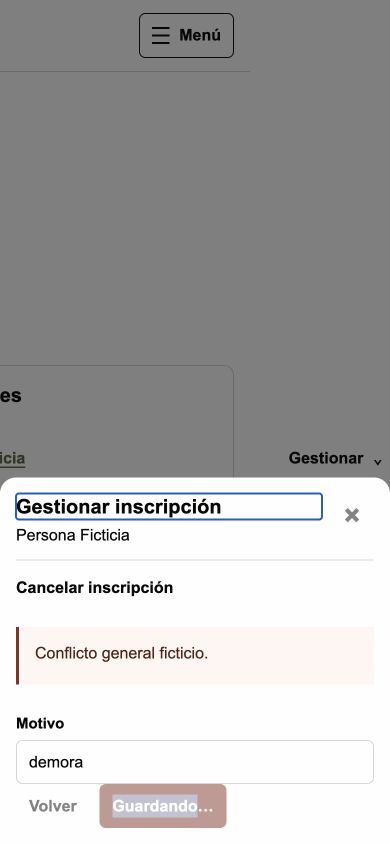 Menú
es
icia
Gestionar
Gestionar inscripción
Persona Ficticia
Cancelar inscripción
Conflicto general ficticio.
Motivo
demora
Volver
Guardando…